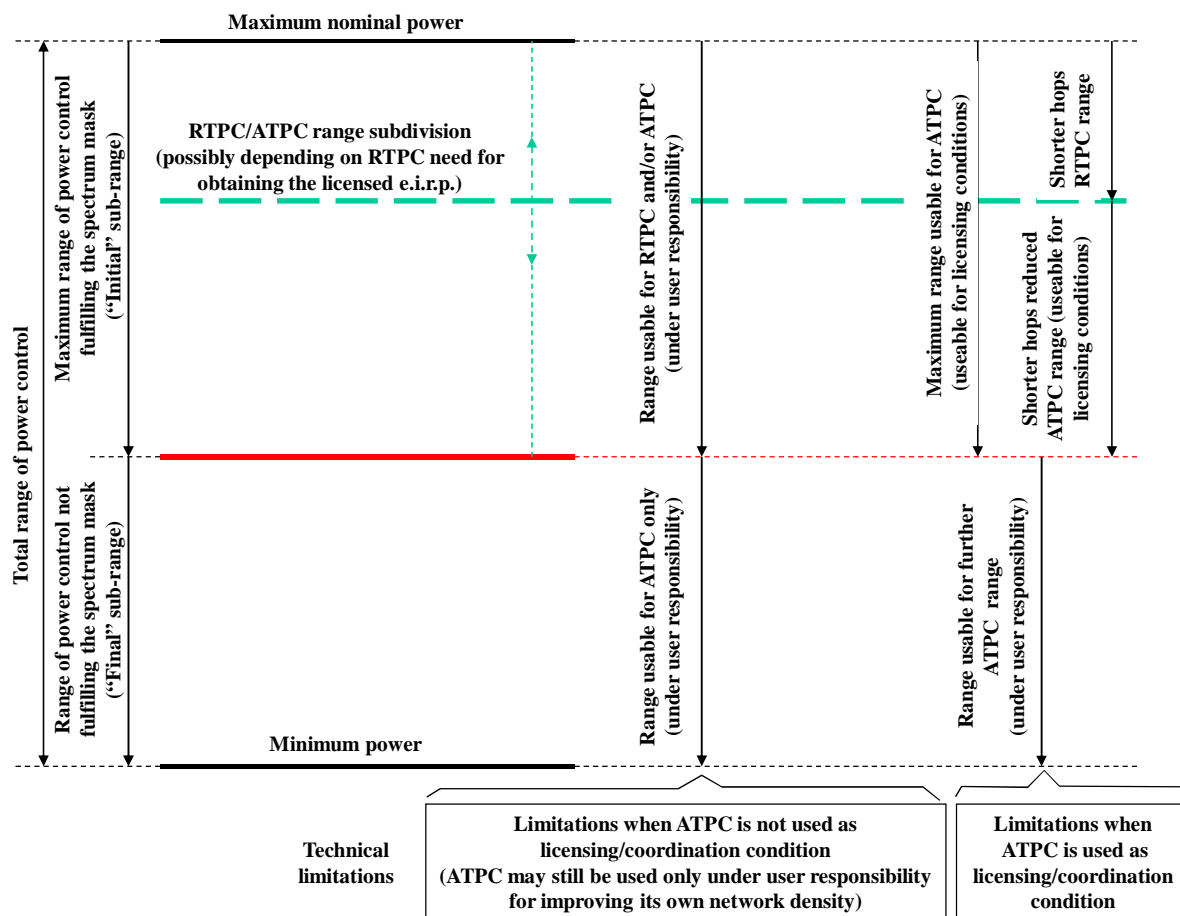 Maximum nominal power
Total range of power control
Maximum range of power control
fulfilling the spectrum mask
(“Initial” sub-range)
RTPC/ATPC range subdivision
(possibly depending on RTPC need for
obtaining the licensed e.i.r.p.)
Range usable for RTPC and/or ATPC
(under user responsibility)
Maximum range usable for ATPC
(useable for licensing conditions)
Shorter hops
RTPC range
Shorter hops reduced
ATPC range (useable for
licensing conditions)
Range of power control not
fulfilling the spectrum mask
(“Final” sub-range)
Range usable for ATPC only
(under user responsibility)
Range usable for further
ATPC range
(under user responsibility)
Minimum power
Technical
limitations
Limitations when ATPC is not used as
licensing/coordination condition
(ATPC may still be used only under user responsibility
for improving its own network density)
Limitations when
ATPC is used as
licensing/coordination
condition